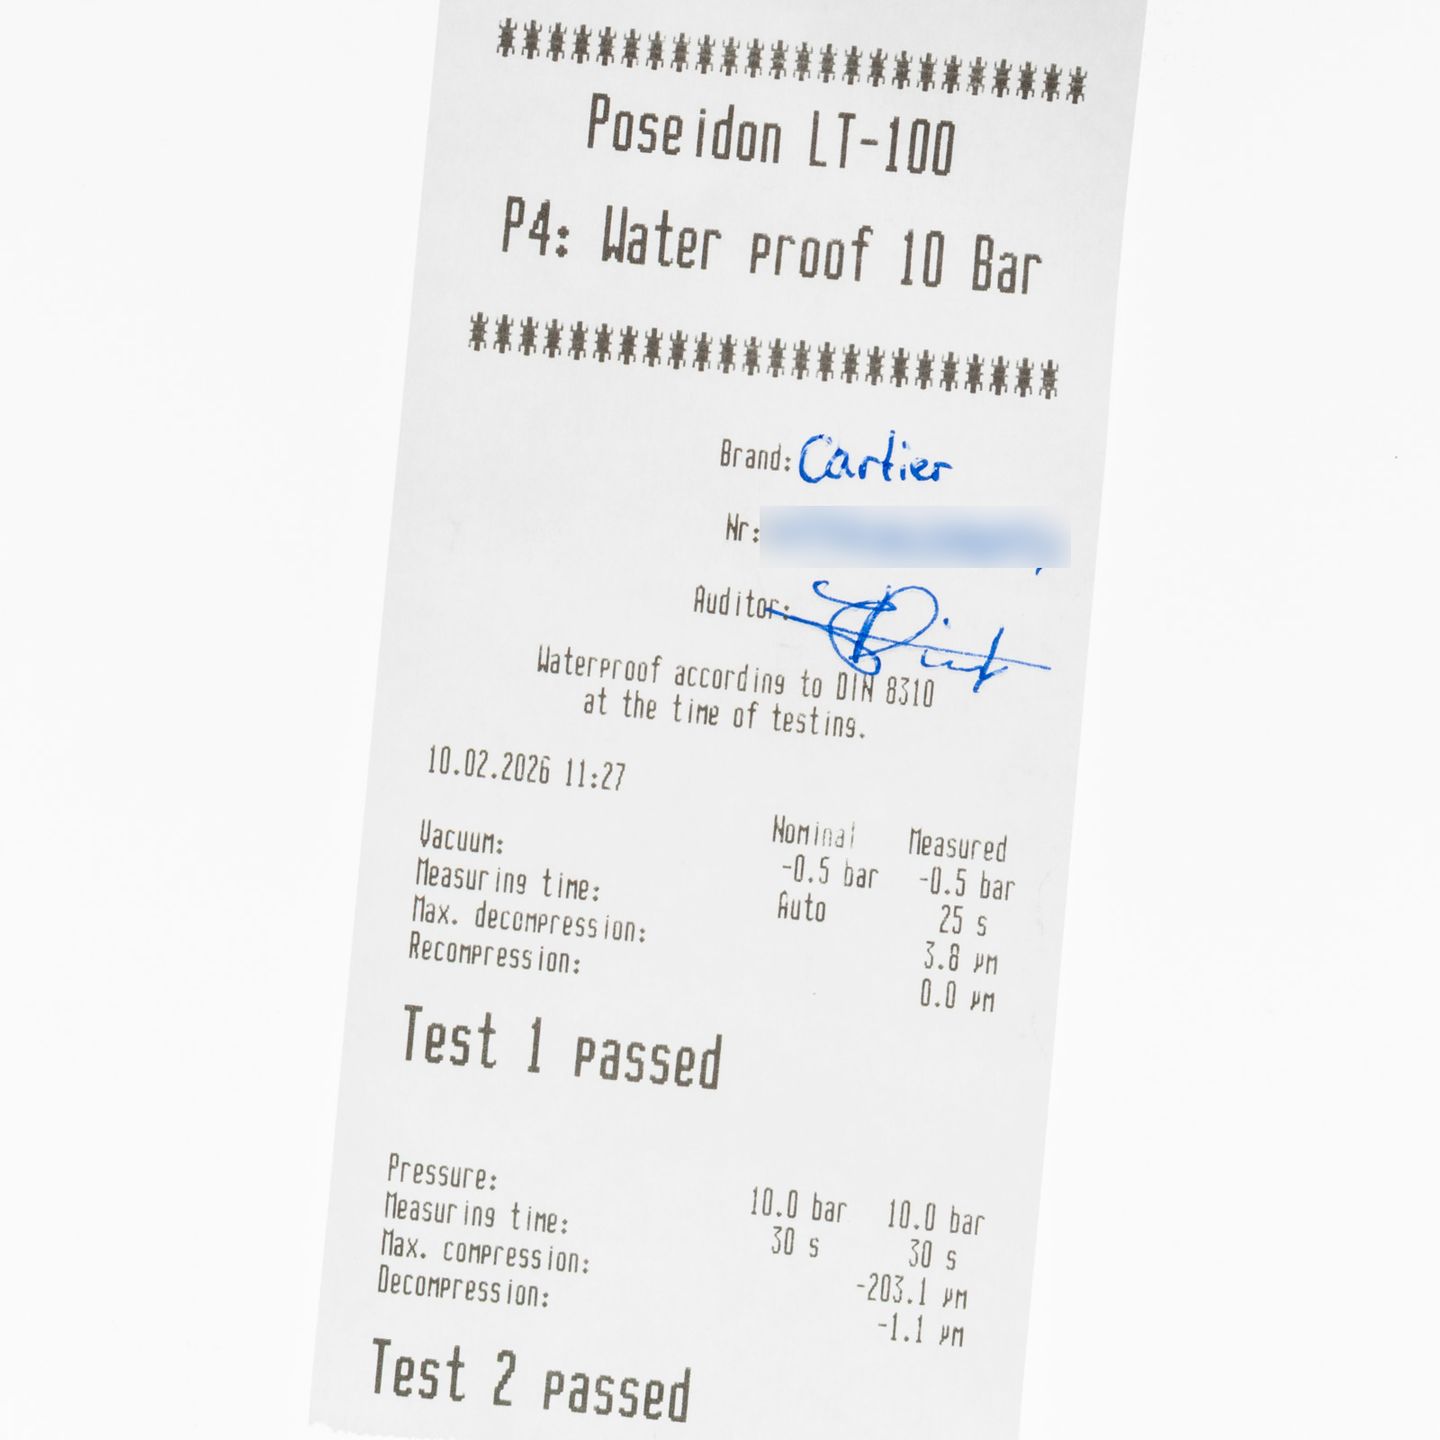 Poseidon LT-100
P4: Water proof 10 Bar
Brand: Cartier
Nr:
Auditor:
Waterproof according to DIN 8310
at the time of testing.
10.02.2026 11:27
Nominal Measured
Vacuum: -0.5 bar -0.5 bar
Measuring time: Auto 25 s
Max. decompression: 3.8 µm
Recompression: 0.0 µm
Test 1 passed
Pressure: 10.0 bar 10.0 bar
Measuring time: 30 s 30 s
Max. compression: -203.1 µm
Decompression: -1.1 µm
Test 2 passed